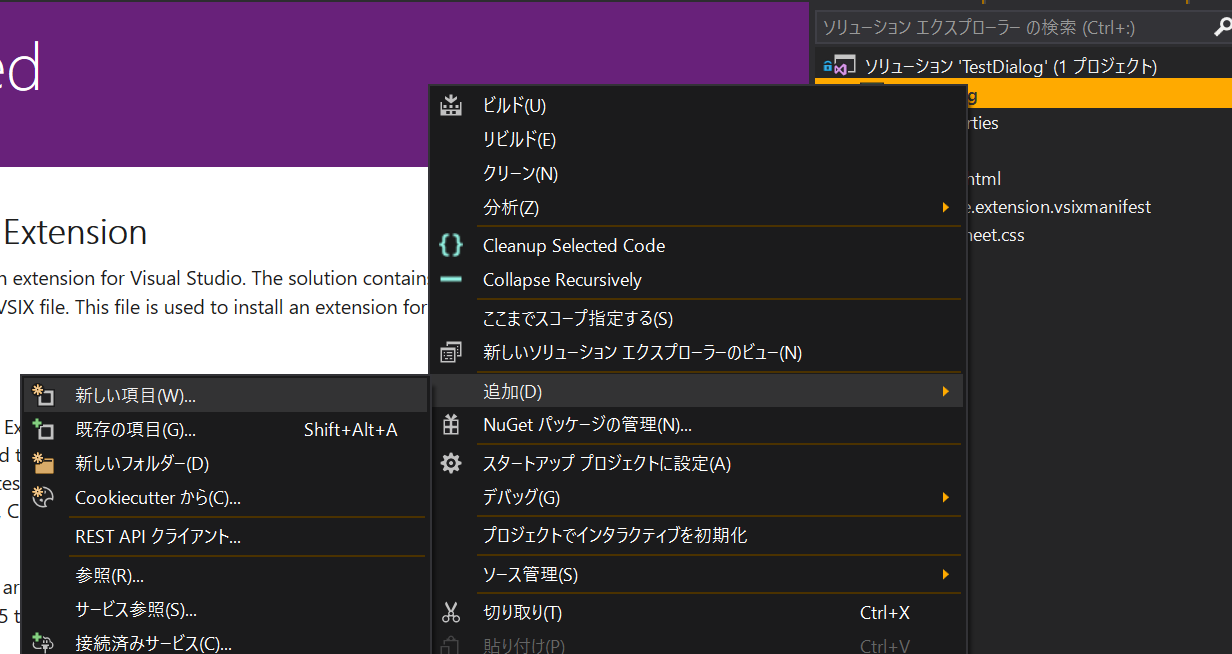 ed
ソリューション エクスプローラー の検索 (Ctrl+:)
ソリューション 'TestDialog' (1 プロジェクト)
g
rties
html
e.extension.vsixmanifest
heet.css
Extension
n extension for Visual Studio. The solution contains
VSIX file. This file is used to install an extension for
Ex
d t
tes
. C
ar
5 t
ビルド(U)
リビルド(E)
クリーン(N)
分析(Z)
Cleanup Selected Code
Collapse Recursively
ここまでスコープ指定する(S)
新しいソリューション エクスプローラーのビュー(N)
追加(D)
NuGet パッケージの管理(N)...
スタートアップ プロジェクトに設定(A)
デバッグ(G)
プロジェクトでインタラクティブを初期化
ソース管理(S)
切り取り(T) Ctrl+X
貼り付け(P) Ctrl+V
新しい項目(W)...
既存の項目(G)... Shift+Alt+A
新しいフォルダー(D)
Cookiecutter から(C)...
REST API クライアント...
参照(R)...
サービス参照(S)...
接続済みサービス(C)...